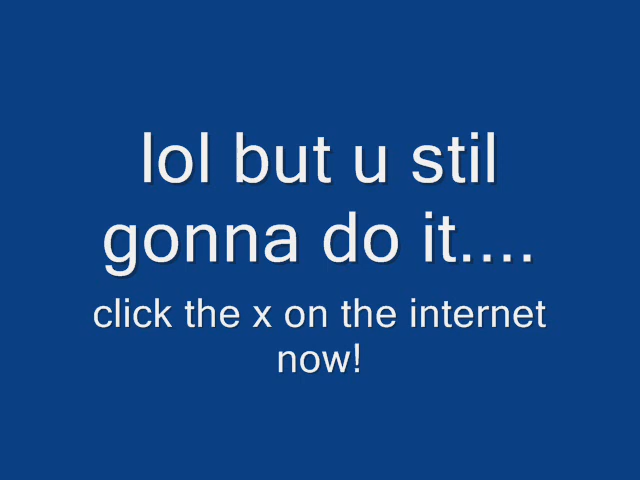 lol but u stil
gonna do it....
click the x on the internet
now!